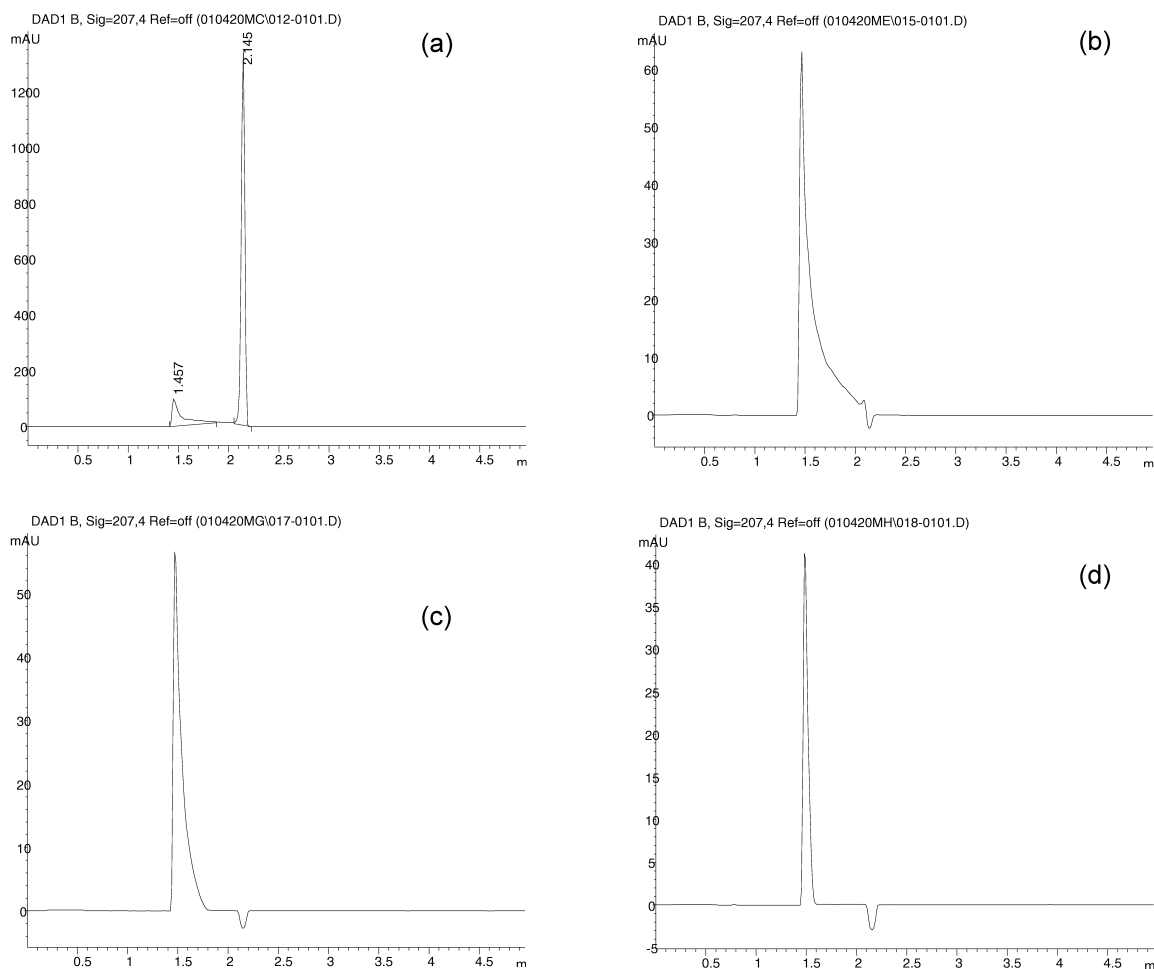 DAD1 B, Sig=207,4 Ref=off (010420MC\012-0101.D)
mAU
(a)
2.145
1200
1000
800
600
400
200
0
1.457
0.5 1 1.5 2 2.5 3 3.5 4 4.5 m
DAD1 B, Sig=207,4 Ref=off (010420ME\015-0101.D)
mAU
(b)
60
50
40
30
20
10
0
0.5 1 1.5 2 2.5 3 3.5 4 4.5 m
DAD1 B, Sig=207,4 Ref=off (010420MG\017-0101.D)
mAU
(c)
50
40
30
20
10
0
0.5 1 1.5 2 2.5 3 3.5 4 4.5 m
DAD1 B, Sig=207,4 Ref=off (010420MH\018-0101.D)
mAU
(d)
40
35
30
25
20
15
10
5
0
-5
0.5 1 1.5 2 2.5 3 3.5 4 4.5 m